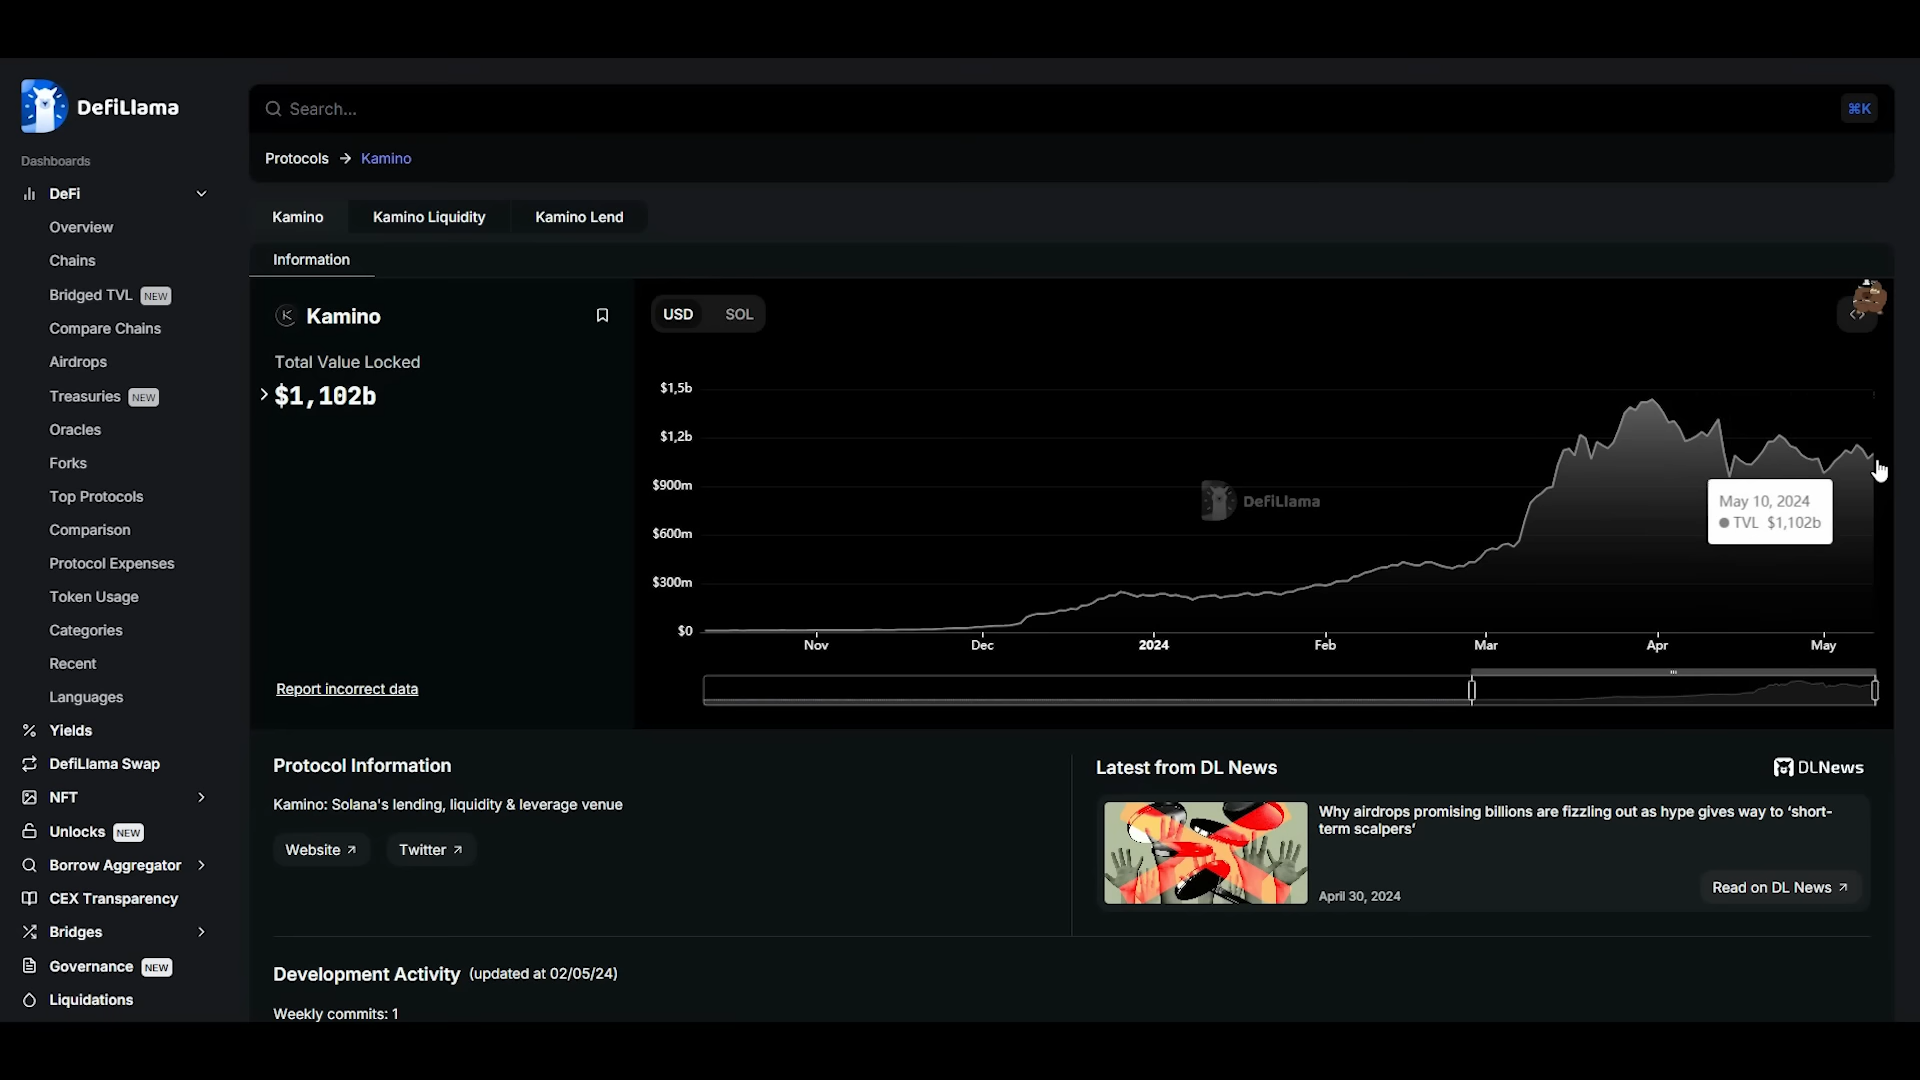 DefiLlama
Search...
⌘K
Protocols → Kamino
Dashboards
DeFi
Overview
Chains
Bridged TVL NEW
Compare Chains
Airdrops
Treasuries NEW
Oracles
Forks
Top Protocols
Comparison
Protocol Expenses
Token Usage
Categories
Recent
Languages
Yields
DefiLlama Swap
NFT
Unlocks NEW
Borrow Aggregator
CEX Transparency
Bridges
Governance NEW
Liquidations
Kamino
Kamino Liquidity
Kamino Lend
Information
Kamino
Total Value Locked
$1,102b
Report incorrect data
USD
SOL
$1,5b
$1,2b
$900m
$600m
$300m
$0
DefiLlama
May 10, 2024
TVL $1,102b
Nov
Dec
2024
Feb
Mar
Apr
May
Protocol Information
Kamino: Solana's lending, liquidity & leverage venue
Website ↗
Twitter ↗
Latest from DL News
DLNews
Why airdrops promising billions are fizzling out as hype gives way to ‘short-
term scalpers’
April 30, 2024
Read on DL News ↗
Development Activity (updated at 02/05/24)
Weekly commits: 1